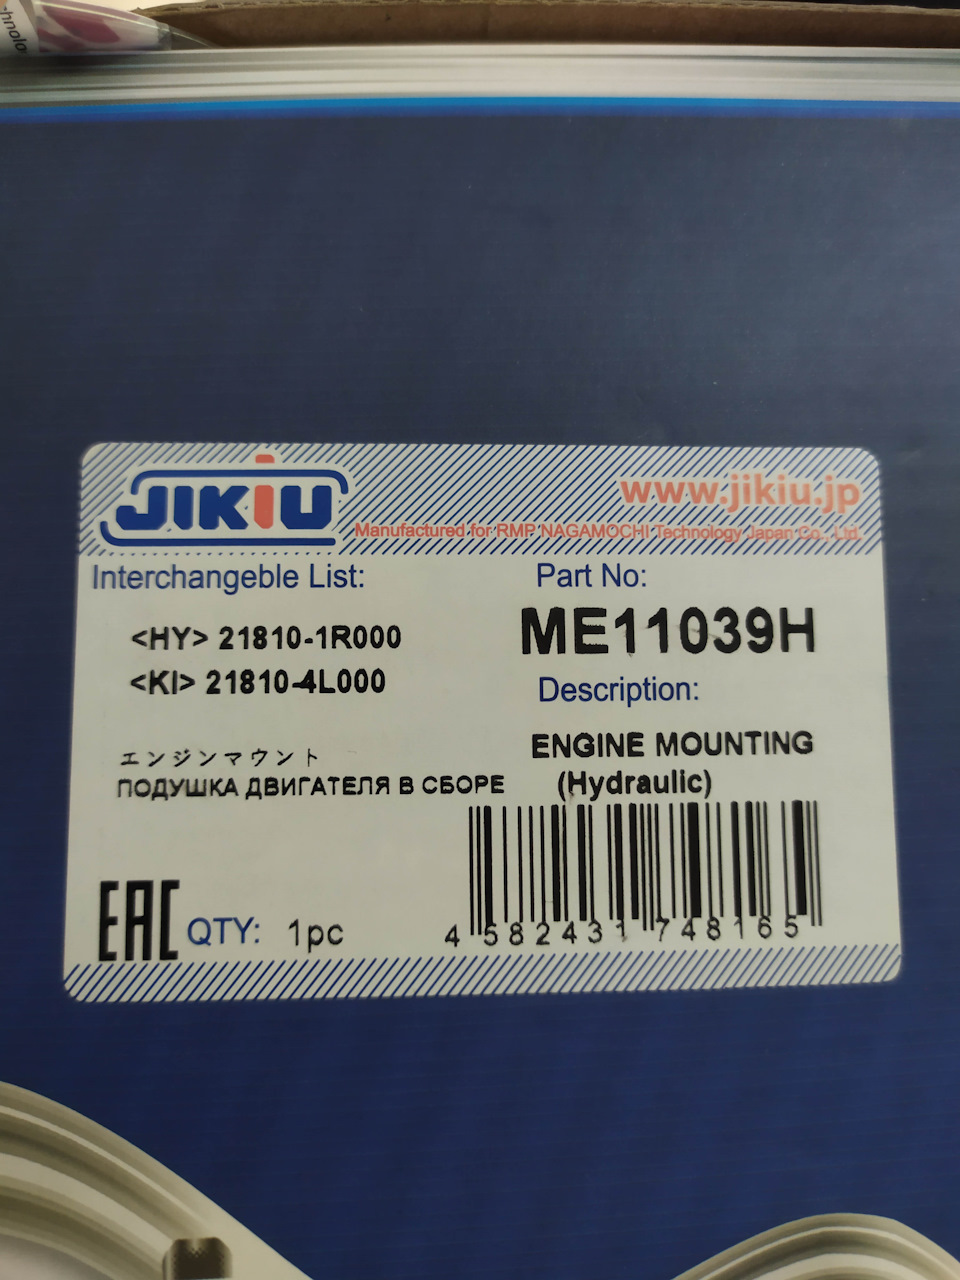 hnolo
JIKIU
www.jikiu.jp
Manufactured for RMP NAGAMOCHI Technology Japan Co., Ltd.
Interchangeble List:
Part No:
<HY> 21810-1R000
ME11039H
<KI> 21810-4L000
Description:
エンジンマウント
ENGINE MOUNTING
ПОДУШКА ДВИГАТЕЛЯ В СБОРЕ
(Hydraulic)
EAC
QTY: 1pc
4 582431 748165